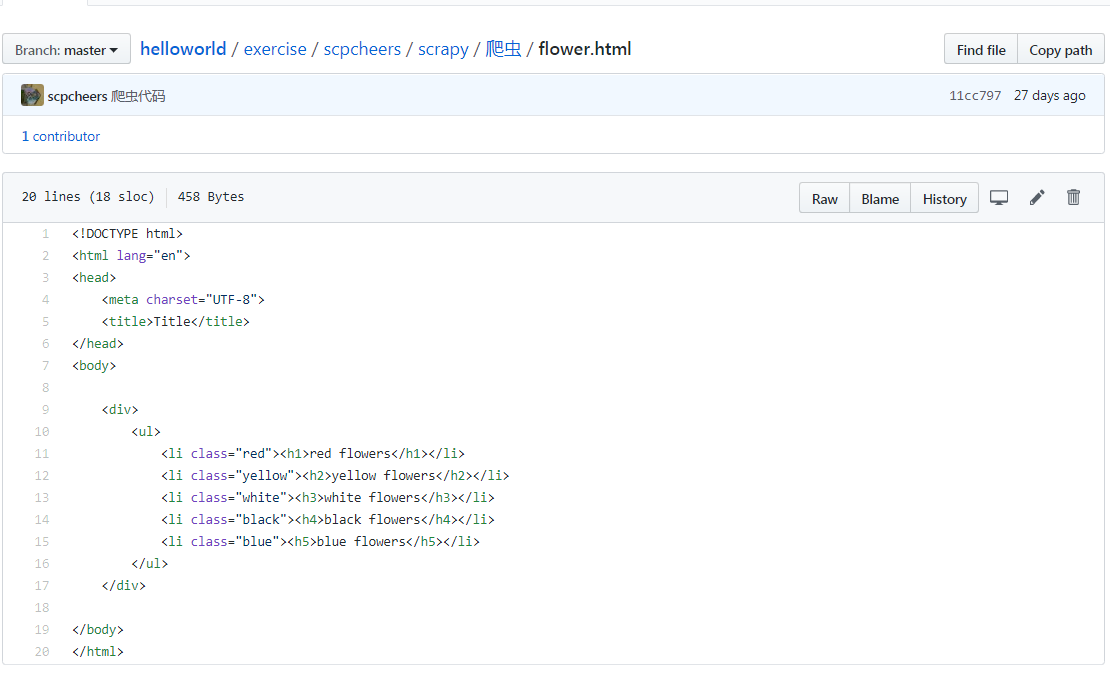 Branch: master
helloworld / exercise / scpcheers / scrapy / 爬虫 / flower.html
Find file
Copy path
scpcheers 爬虫代码
11cc797 27 days ago
1 contributor
20 lines (18 sloc) 458 Bytes
Raw
Blame
History
1 <!DOCTYPE html>
2 <html lang="en">
3 <head>
4     <meta charset="UTF-8">
5     <title>Title</title>
6 </head>
7 <body>
8
9     <div>
10         <ul>
11             <li class="red"><h1>red flowers</h1></li>
12             <li class="yellow"><h2>yellow flowers</h2></li>
13             <li class="white"><h3>white flowers</h3></li>
14             <li class="black"><h4>black flowers</h4></li>
15             <li class="blue"><h5>blue flowers</h5></li>
16         </ul>
17     </div>
18
19 </body>
20 </html>